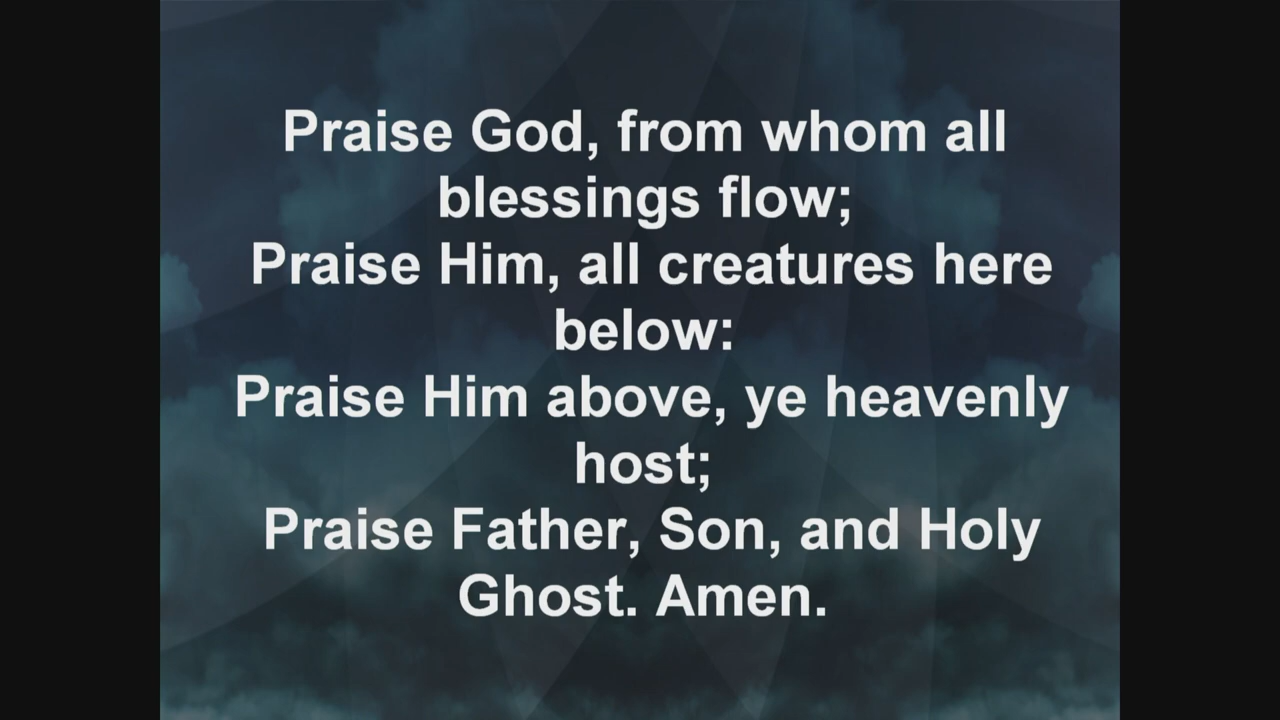 Praise God, from whom all
blessings flow;
Praise Him, all creatures here
below:
Praise Him above, ye heavenly
host;
Praise Father, Son, and Holy
Ghost. Amen.